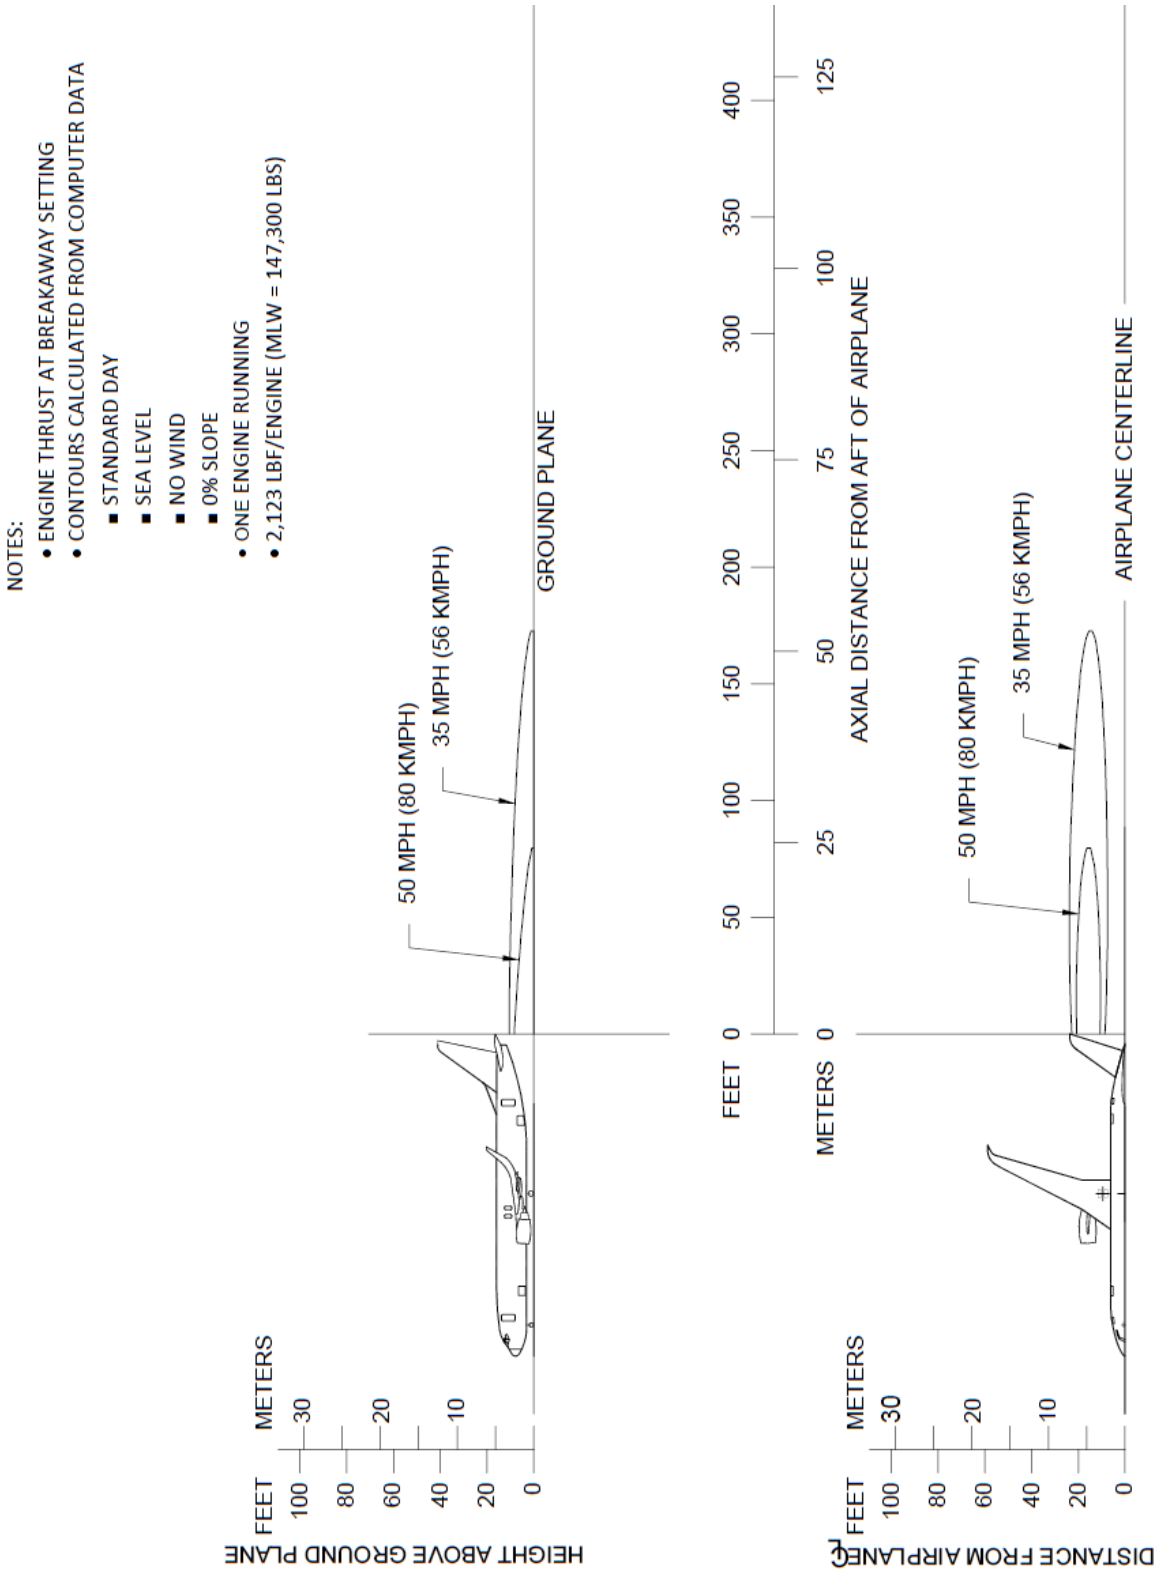 NOTES:
• ENGINE THRUST AT BREAKAWAY SETTING
• CONTOURS CALCULATED FROM COMPUTER DATA
■ STANDARD DAY
■ SEA LEVEL
■ NO WIND
■ 0% SLOPE
• ONE ENGINE RUNNING
• 2,123 LBF/ENGINE (MLW = 147,300 LBS)
HEIGHT ABOVE GROUND PLANE
FEET
100
80
60
40
20
0
METERS
30
20
10
50 MPH (80 KMPH)
35 MPH (56 KMPH)
GROUND PLANE
FEET
0
50
100
150
200
250
300
350
400
METERS
0
25
50
75
100
125
AXIAL DISTANCE FROM AFT OF AIRPLANE
DISTANCE FROM AIRPLANE CL
FEET
100
80
60
40
20
0
METERS
30
20
10
50 MPH (80 KMPH)
35 MPH (56 KMPH)
AIRPLANE CENTERLINE